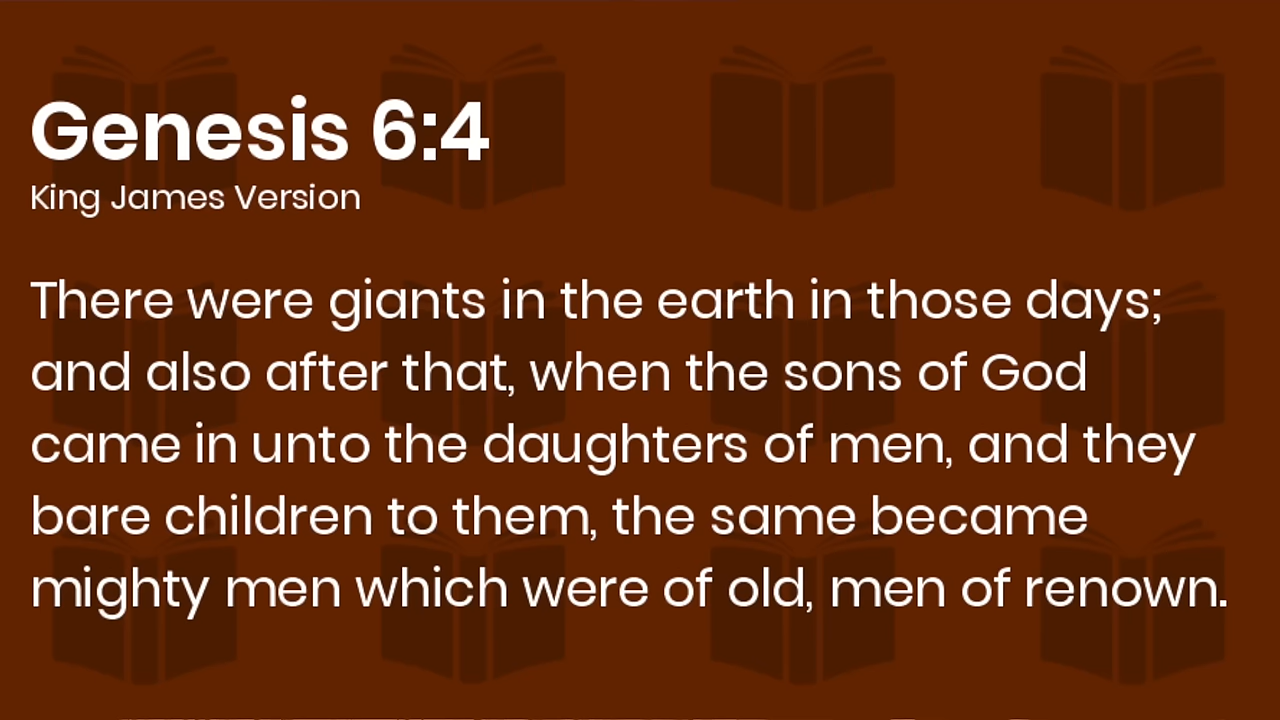 Genesis 6:4
King James Version
There were giants in the earth in those days;
and also after that, when the sons of God
came in unto the daughters of men, and they
bare children to them, the same became
mighty men which were of old, men of renown.